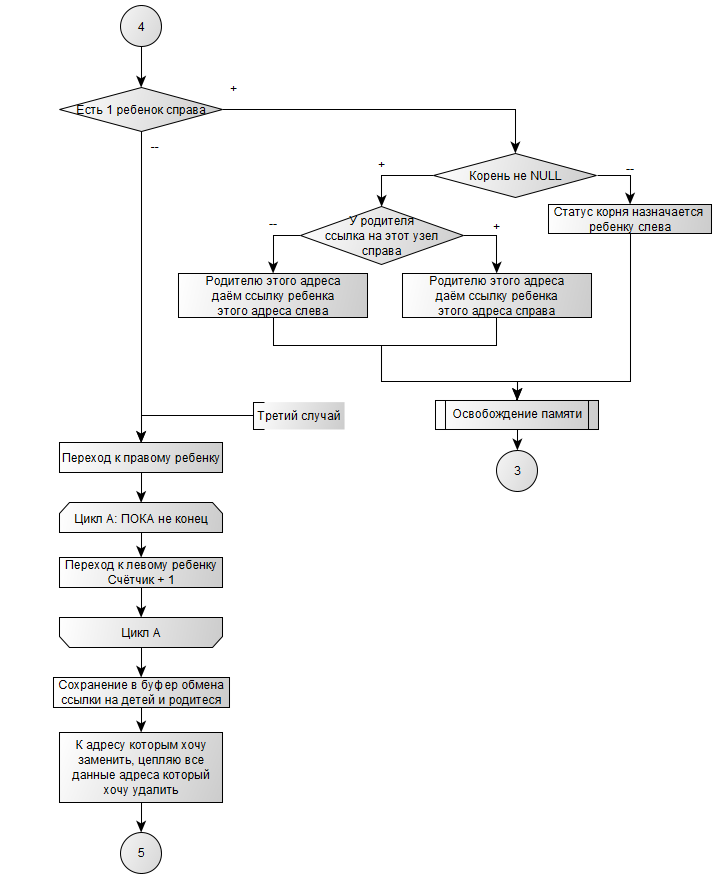 4
Есть 1 ребенок справа
+
--
Корень не NULL
+
--
Статус корня назначается
ребенку слева
У родителя
ссылка на этот узел
справа
--
+
Родителю этого адреса
даём ссылку ребенка
этого адреса слева
Родителю этого адреса
даём ссылку ребенка
этого адреса справа
Третий случай
Освобождение памяти
3
Переход к правому ребенку
Цикл А: ПОКА не конец
Переход к левому ребенку
Счётчик + 1
Цикл А
Сохранение в буфер обмена
ссылки на детей и родитеся
К адресу которым хочу
заменить, цепляю все
данные адреса который
хочу удалить
5